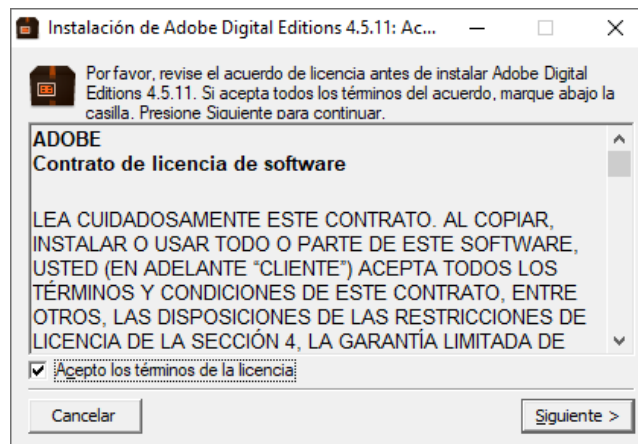 Instalación de Adobe Digital Editions 4.5.11: Ac...
Por favor, revise el acuerdo de licencia antes de instalar Adobe Digital
Editions 4.5.11. Si acepta todos los términos del acuerdo, marque abajo la
casilla. Presione Siguiente para continuar.
ADOBE
Contrato de licencia de software
LEA CUIDADOSAMENTE ESTE CONTRATO. AL COPIAR,
INSTALAR O USAR TODO O PARTE DE ESTE SOFTWARE,
USTED (EN ADELANTE “CLIENTE”) ACEPTA TODOS LOS
TÉRMINOS Y CONDICIONES DE ESTE CONTRATO, ENTRE
OTROS, LAS DISPOSICIONES DE LAS RESTRICCIONES DE
LICENCIA DE LA SECCIÓN 4, LA GARANTÍA LIMITADA DE
Acepto los términos de la licencia
Cancelar
Siguiente >